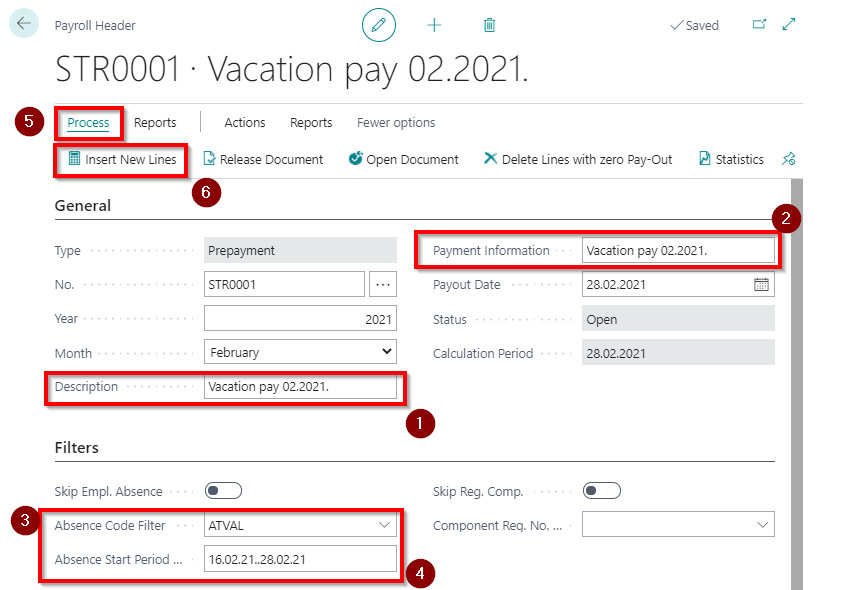 Payroll Header
Saved
STR0001 · Vacation pay 02.2021.
5 Process Reports Actions Reports Fewer options
Insert New Lines Release Document Open Document Delete Lines with zero Pay-Out Statistics
6
General
2
Type Prepayment Payment Information Vacation pay 02.2021.
No. STR0001 ... Payout Date 28.02.2021
Year 2021 Status Open
Month February Calculation Period 28.02.2021
Description Vacation pay 02.2021.
1
Filters
Skip Empl. Absence Skip Reg. Comp.
3 Absence Code Filter ATVAL Component Reg. No. ...
Absence Start Period ... 16.02.21..28.02.21
4